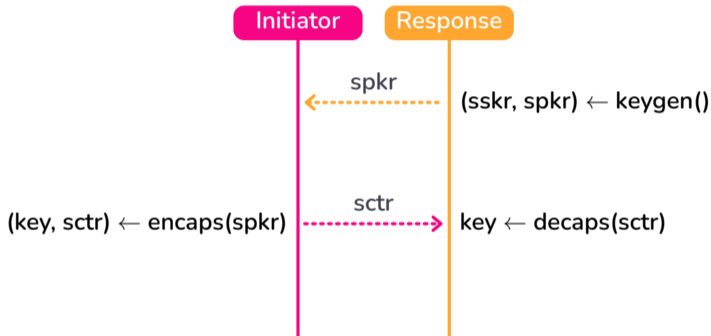 Initiator
Response
spkr
(sskr, spkr) ← keygen()
sctr
(key, sctr) ← encaps(spkr)
key ← decaps(sctr)